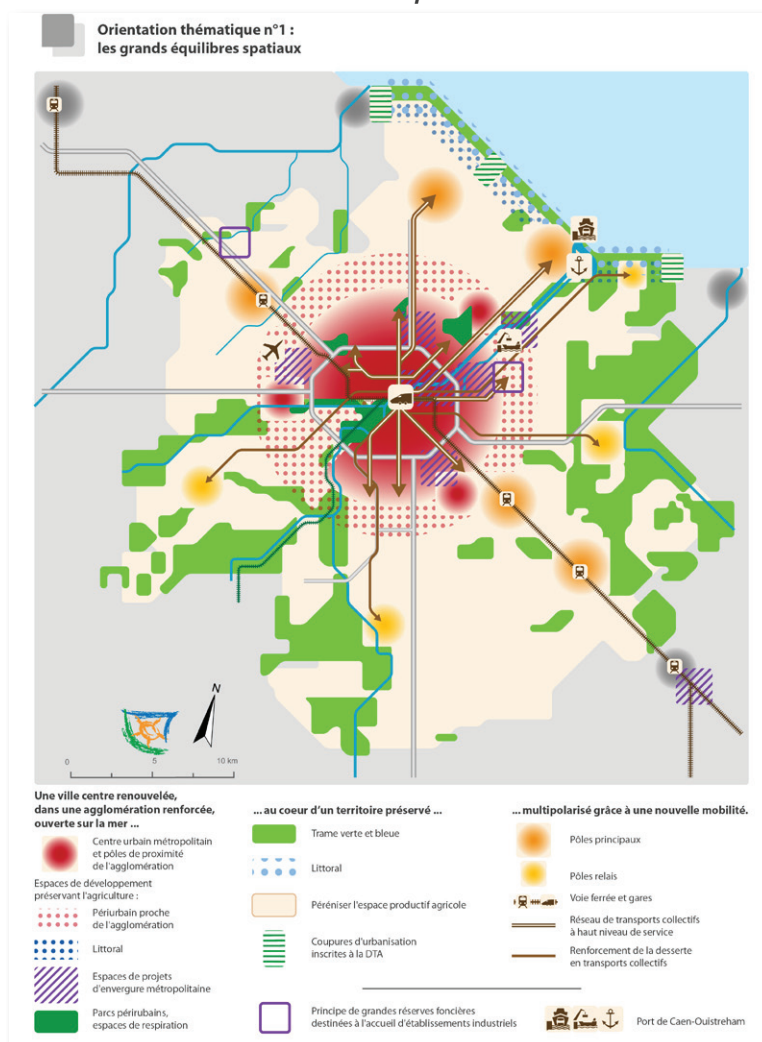 Orientation thématique n°1 :
les grands équilibres spatiaux
N
0 5 10 km
Une ville centre renouvelée,
dans une agglomération renforcée,
ouverte sur la mer ...
Centre urbain métropolitain
et pôles de proximité
de l'agglomération
Espaces de développement
préservant l'agriculture :
Périurbain proche
de l'agglomération
Littoral
Espaces de projets
d'envergure métropolitaine
Parcs périrubains,
espaces de respiration
... au coeur d'un territoire préservé ...
Trame verte et bleue
Littoral
Péréniser l'espace productif agricole
Coupures d'urbanisation
inscrites à la DTA
Principe de grandes réserves foncières
destinées à l'accueil d'établissements industriels
... multipolarisé grâce à une nouvelle mobilité.
Pôles principaux
Pôles relais
Voie ferrée et gares
Réseau de transports collectifs
à haut niveau de service
Renforcement de la desserte
en transports collectifs
Port de Caen-Ouistreham